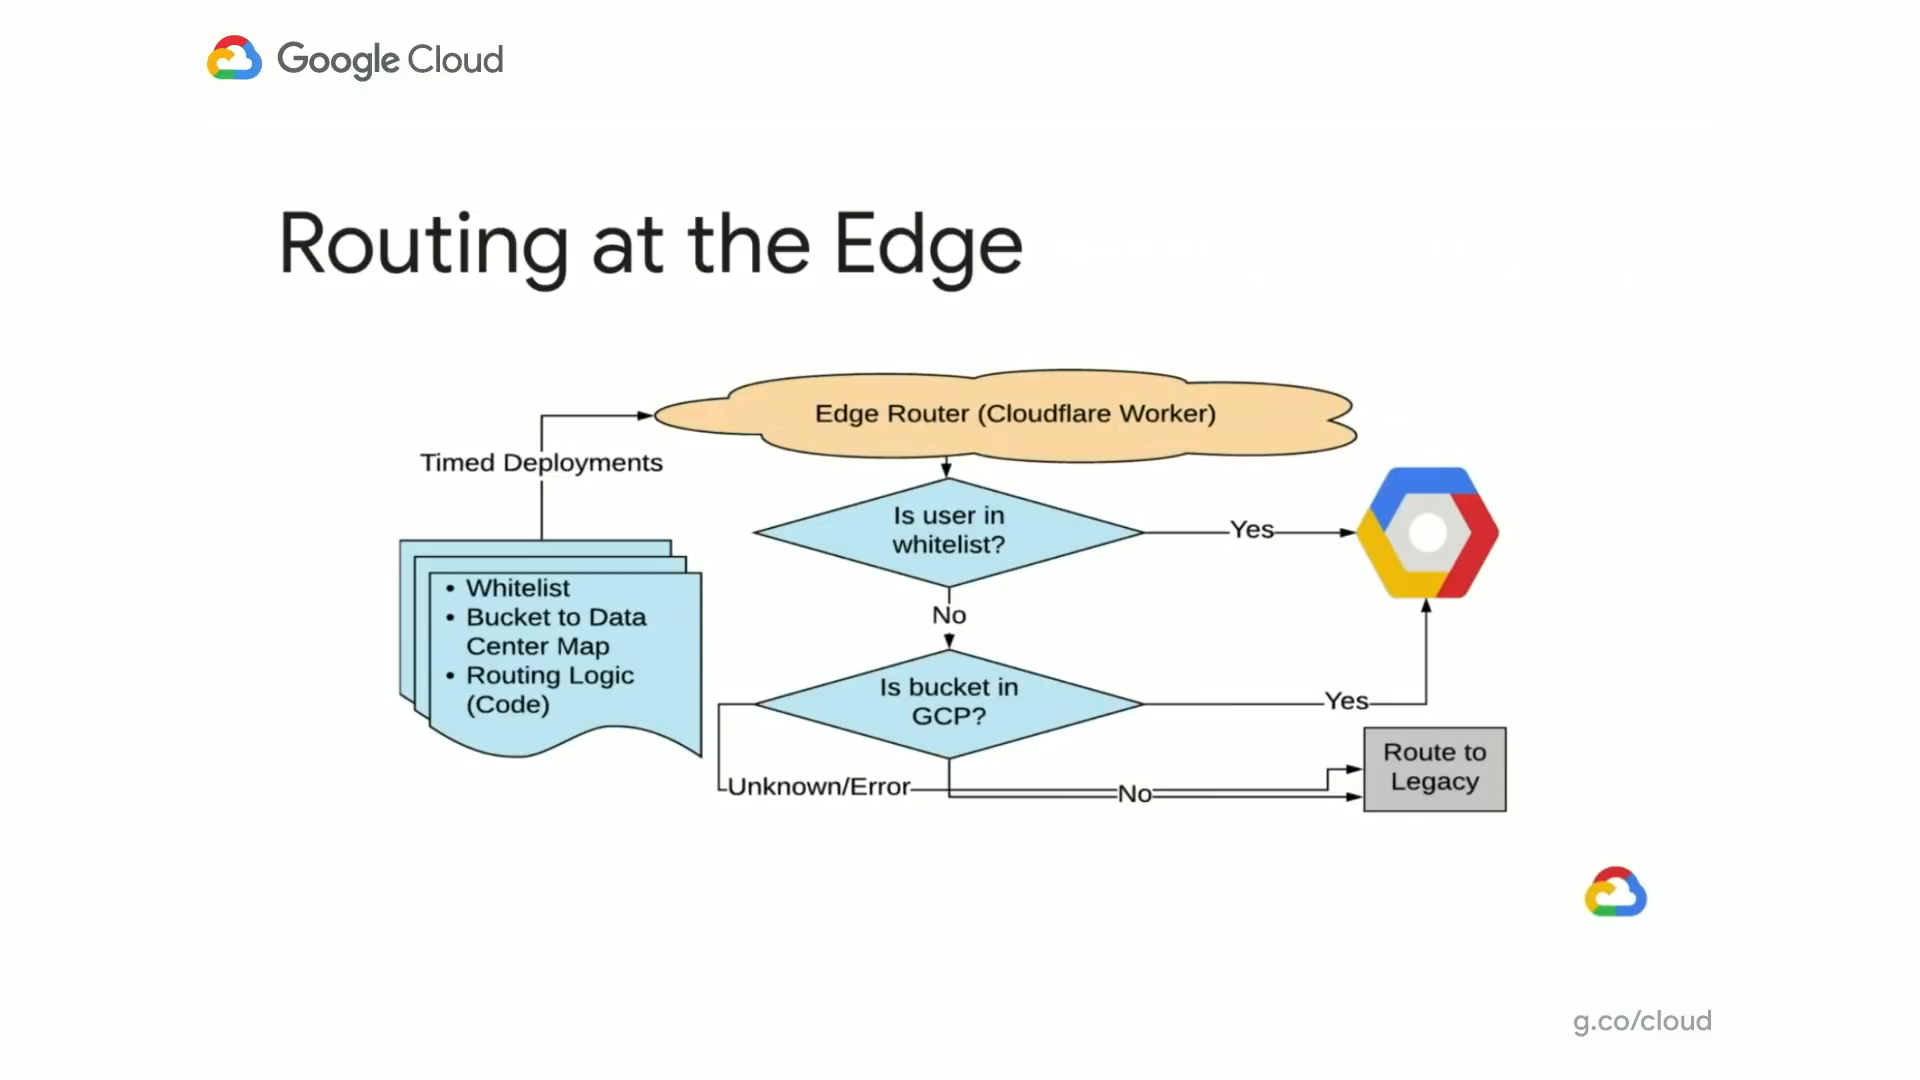 Google Cloud
Routing at the Edge
Edge Router (Cloudflare Worker)
Timed Deployments
Is user in
whitelist?
Yes
• Whitelist
• Bucket to Data
Center Map
• Routing Logic
(Code)
No
Is bucket in
GCP?
Yes
Route to
Legacy
Unknown/Error
No
g.co/cloud